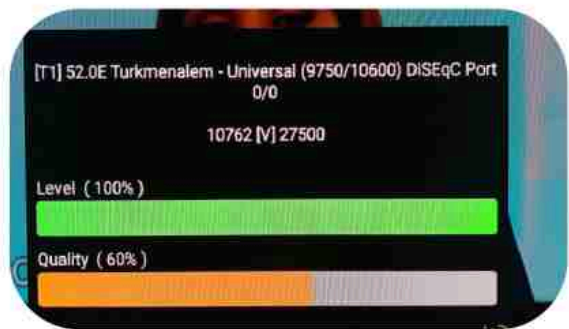 [T1] 52.0E Turkmenalem - Universal (9750/10600) DiSEqC Port
0/0
10762 [V] 27500
Level ( 100% )
Quality ( 60% )